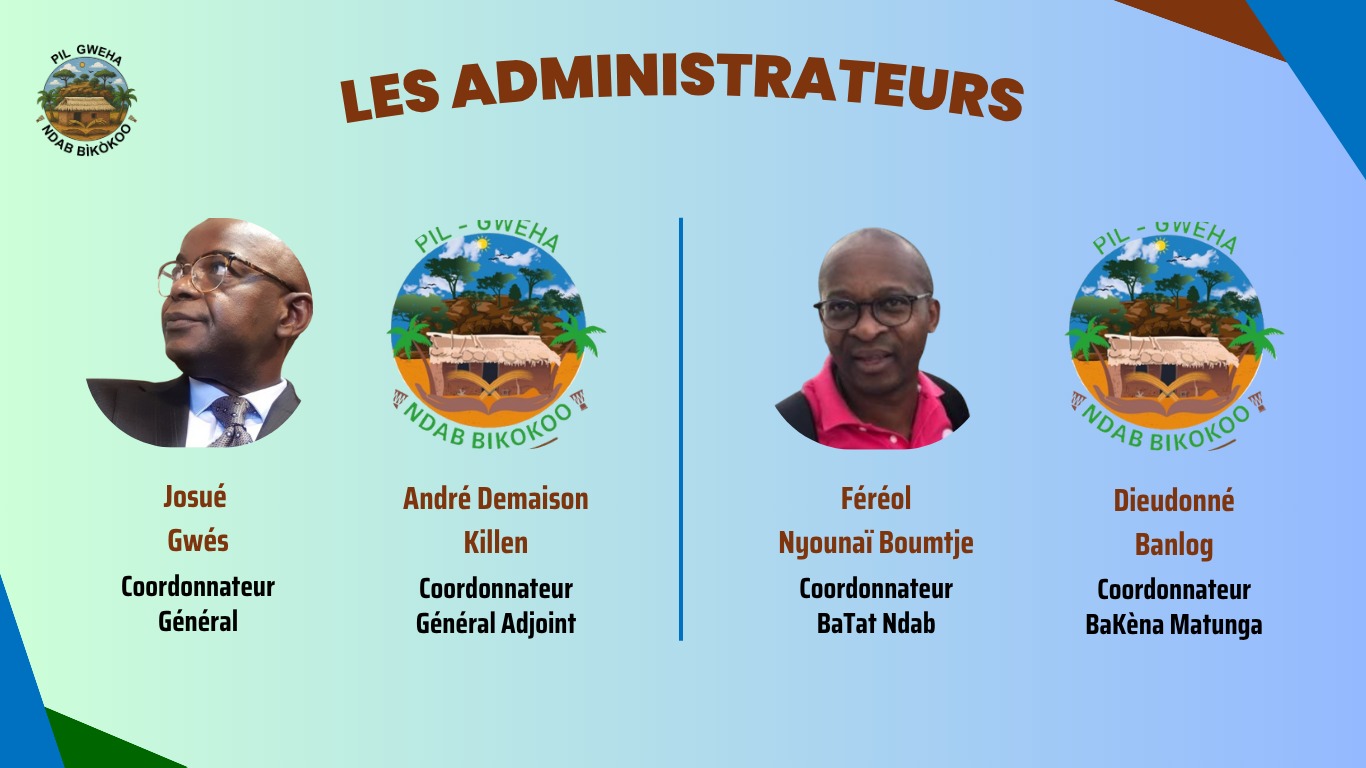 PIL GWEHA
NDAB BÌKÒKOO
LES ADMINISTRATEURS
PIL - GWEHA
NDAB BIKOKOO
PIL - GWEHA
NDAB BIKOKOO
Josué
Gwés
Coordonnateur
Général
André Demaison
Killen
Coordonnateur
Général Adjoint
Féréol
Nyounaï Boumtje
Coordonnateur
BaTat Ndab
Dieudonné
Banlog
Coordonnateur
BaKèna Matunga